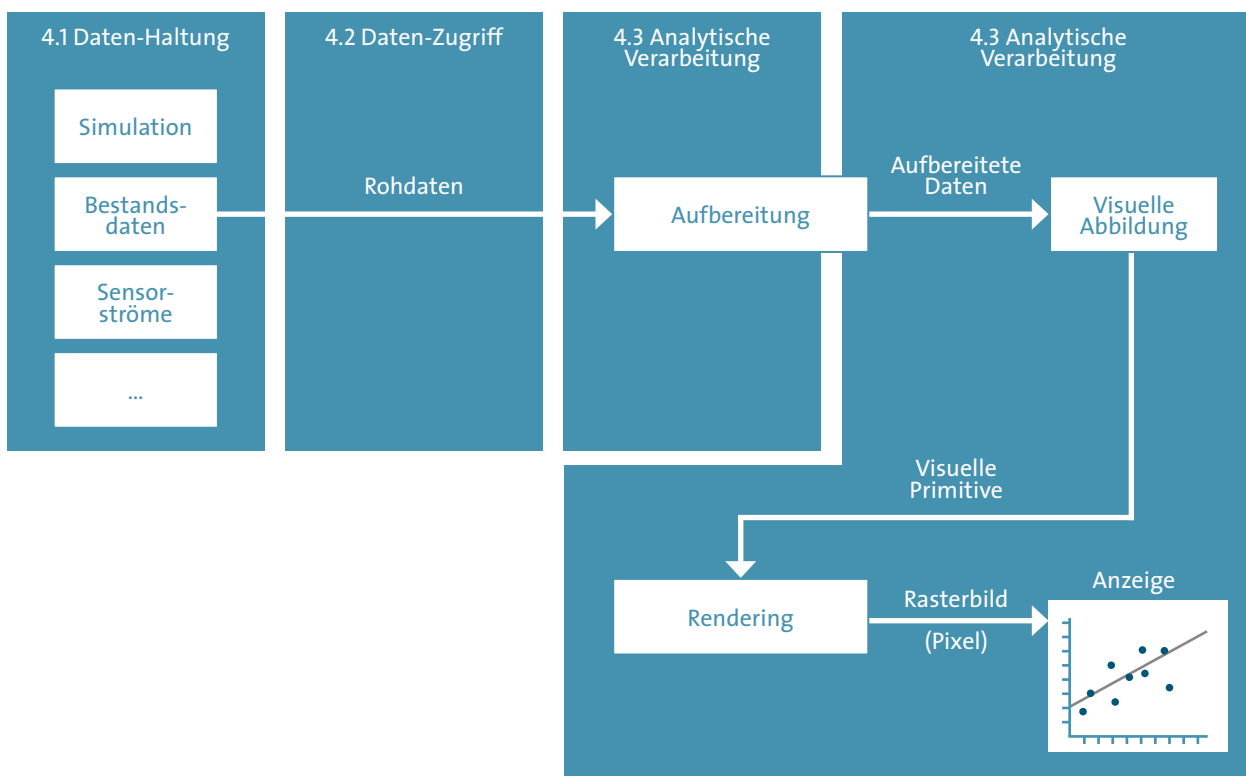 4.1 Daten-Haltung
4.2 Daten-Zugriff
4.3 Analytische
Verarbeitung
4.3 Analytische
Verarbeitung
Simulation
Bestands-
daten
Sensor-
ströme
...
Rohdaten
Aufbereitung
Aufbereitete
Daten
Visuelle
Abbildung
Visuelle
Primitive
Rendering
Rasterbild
(Pixel)
Anzeige